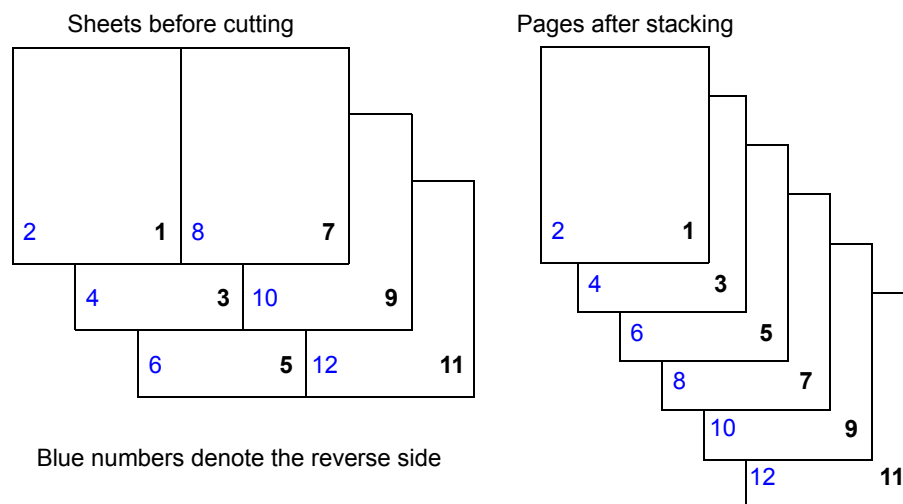 Sheets before cutting
2 1 8 7
4 3 10 9
6 5 12 11
Blue numbers denote the reverse side
Pages after stacking
2 1
4 3
6 5
8 7
10 9
12 11